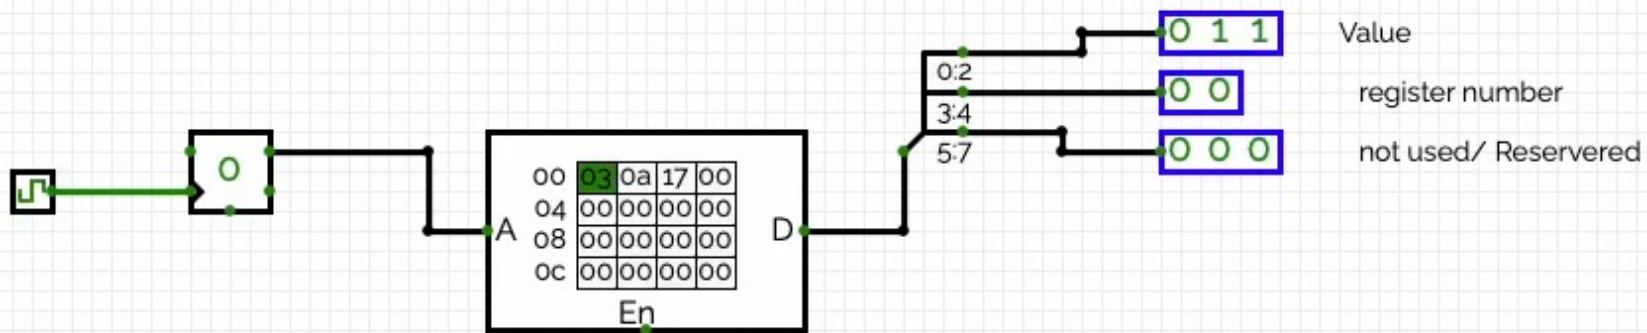 0 1 1 Value
0:2
0 0 register number
3:4
0 0 0 not used/ Reservered
5:7
0
00 03 0a 17 00
04 00 00 00 00
08 00 00 00 00
0c 00 00 00 00
A
D
En